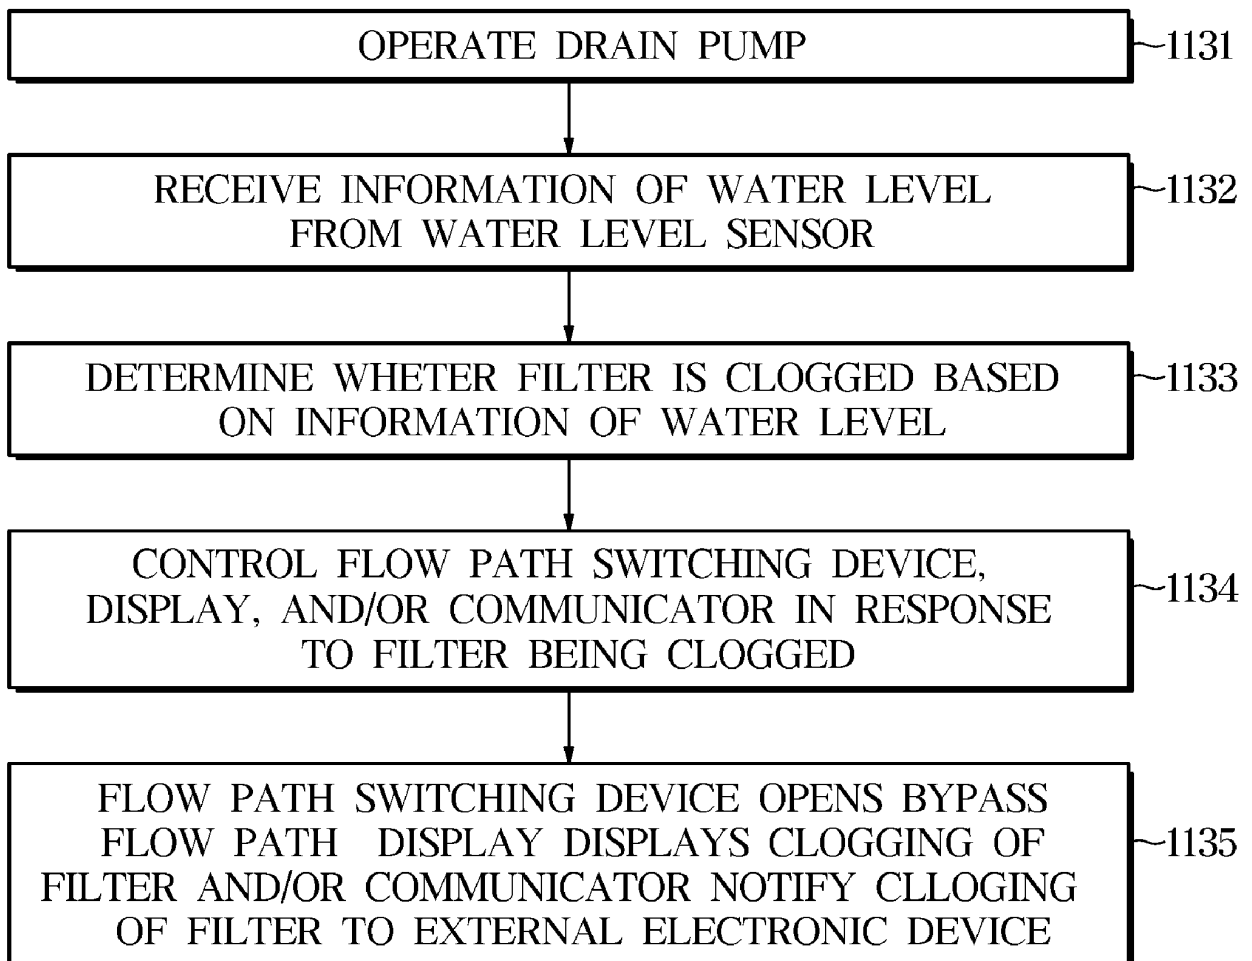 OPERATE DRAIN PUMP
1131
RECEIVE INFORMATION OF WATER LEVEL
FROM WATER LEVEL SENSOR
1132
DETERMINE WHETER FILTER IS CLOGGED BASED
ON INFORMATION OF WATER LEVEL
1133
CONTROL FLOW PATH SWITCHING DEVICE,
DISPLAY, AND/OR COMMUNICATOR IN RESPONSE
TO FILTER BEING CLOGGED
1134
FLOW PATH SWITCHING DEVICE OPENS BYPASS
FLOW PATH DISPLAY DISPLAYS CLOGGING OF
FILTER AND/OR COMMUNICATOR NOTIFY CLLOGING
OF FILTER TO EXTERNAL ELECTRONIC DEVICE
1135